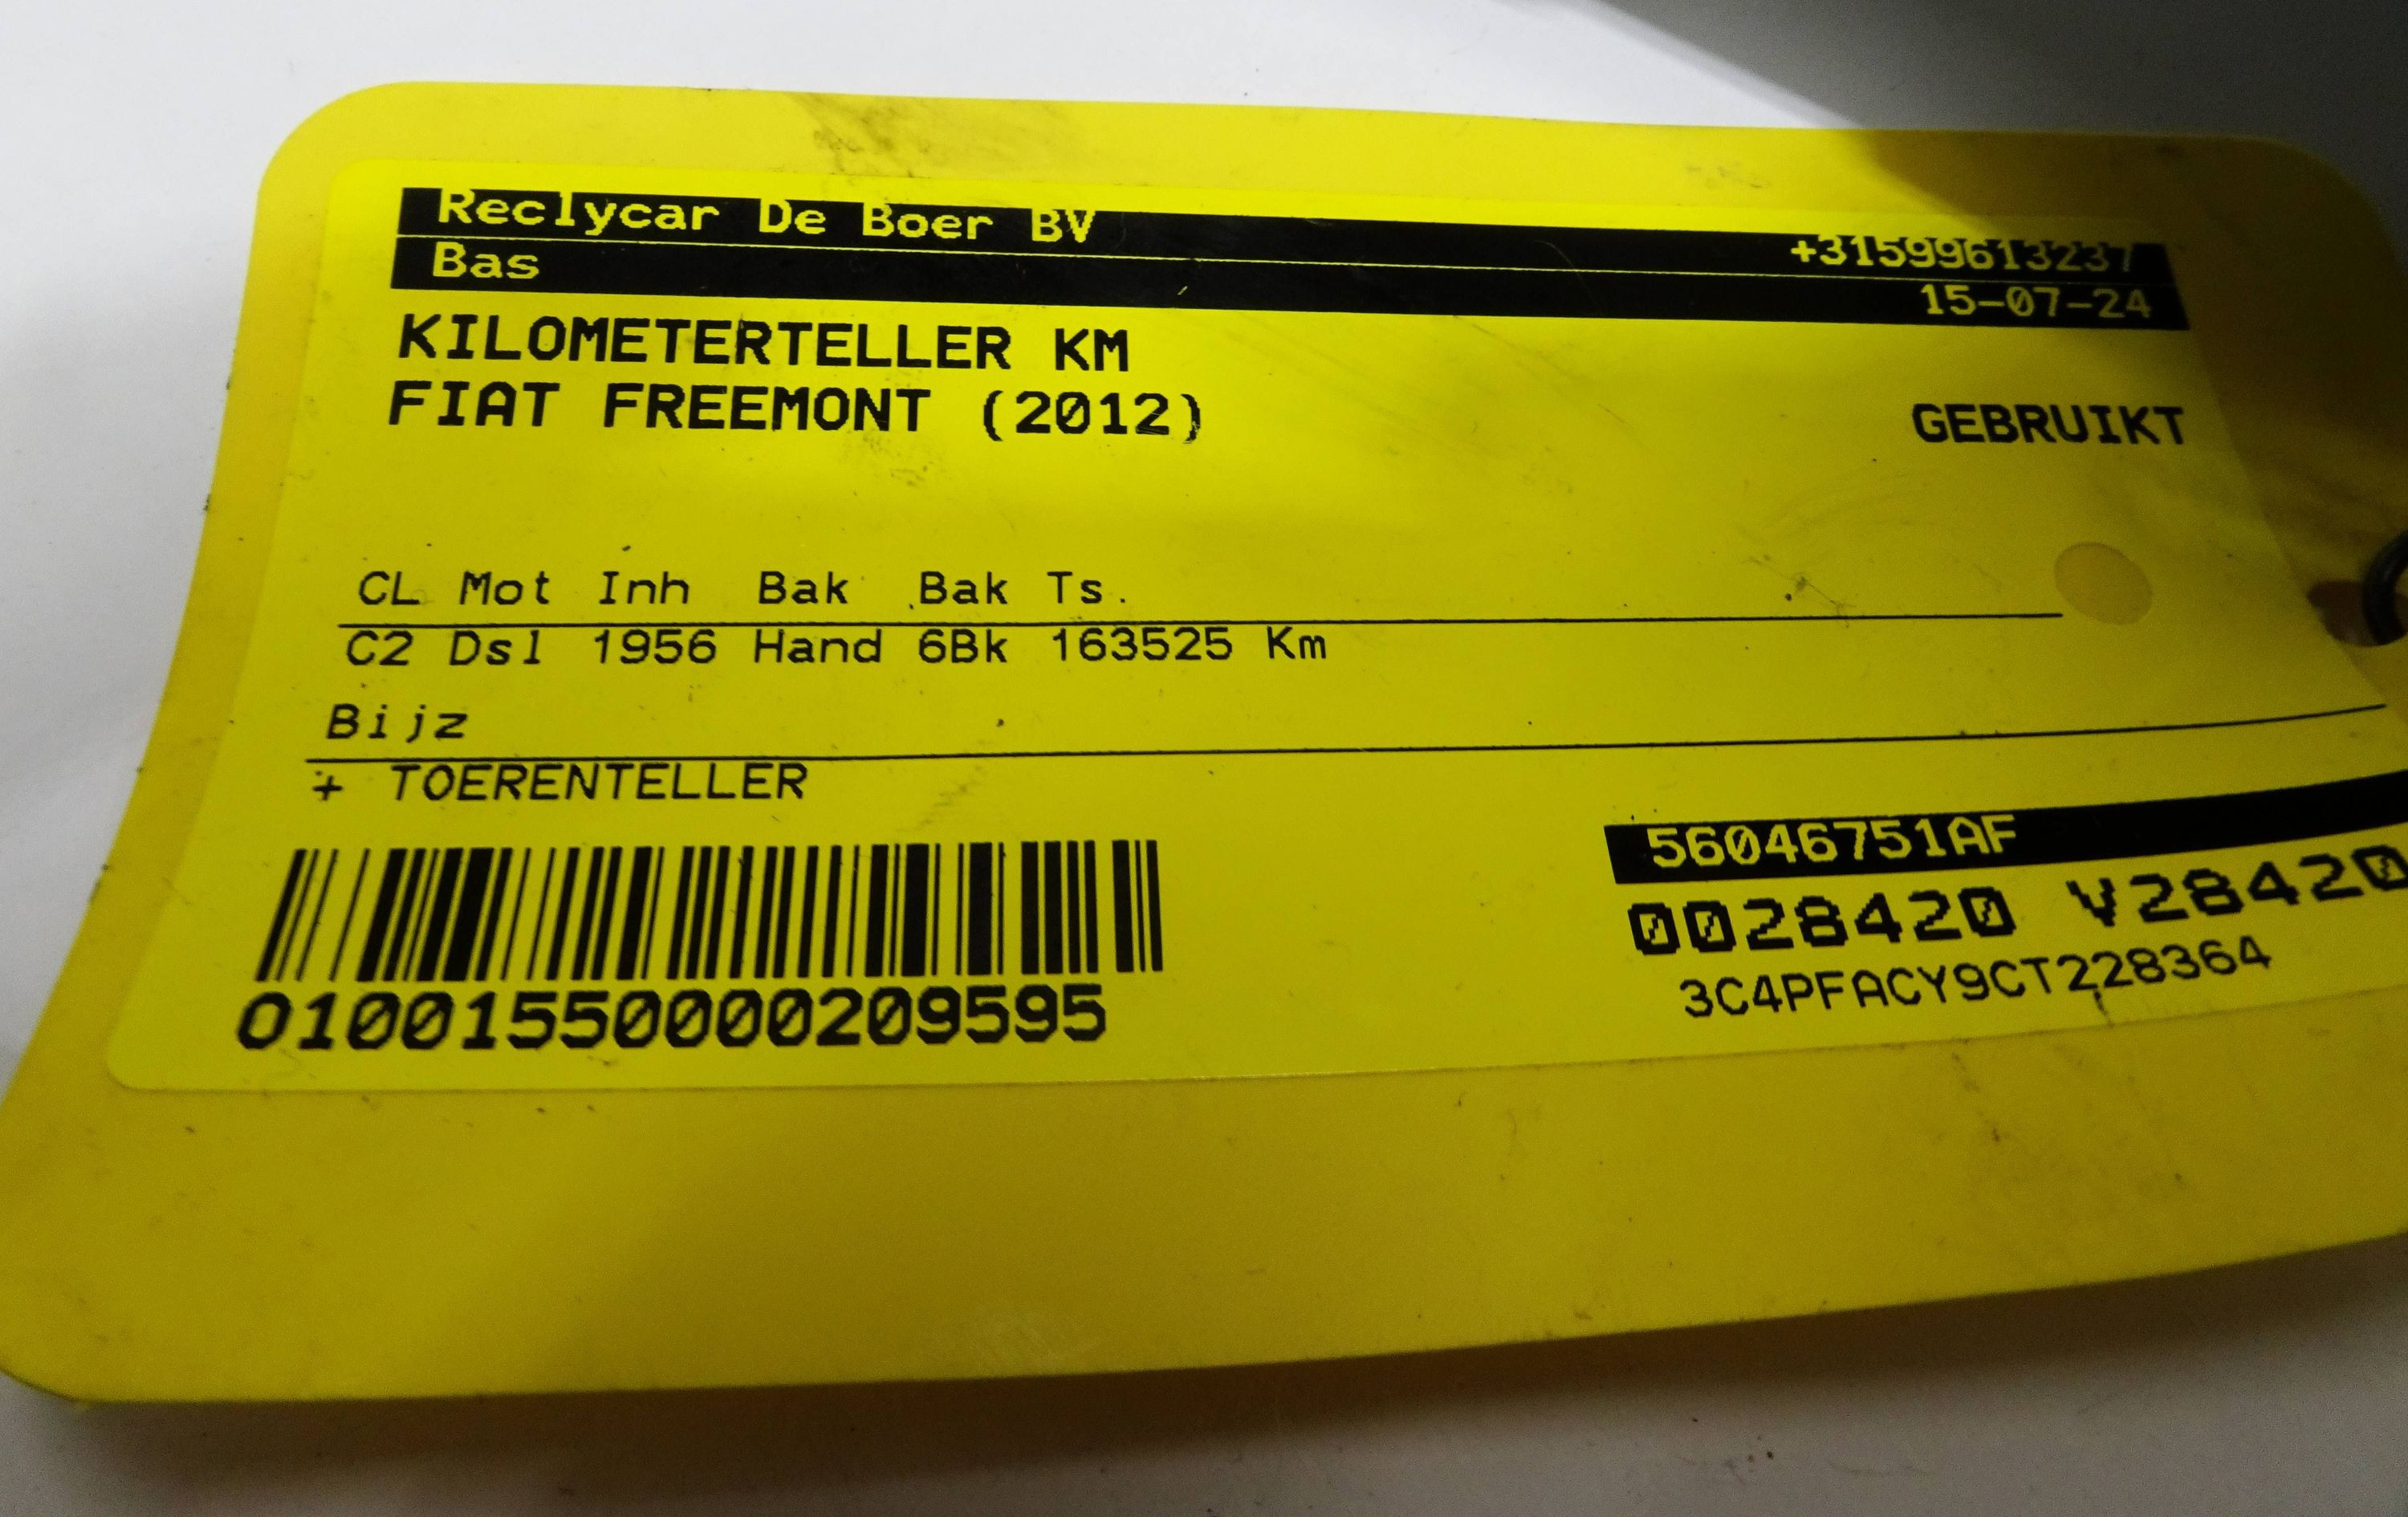 Reclycar De Boer BV +31599613237
Bas 15-07-24
KILOMETERTELLER KM
FIAT FREEMONT (2012) GEBRUIKT
CL Mot Inh Bak Bak Ts.
C2 Dsl 1956 Hand 6Bk 163525 Km
Bijz
+ TOERENTELLER
56046751AF
0028420 V28420
3C4PFACY9CT228364
0100155000209595